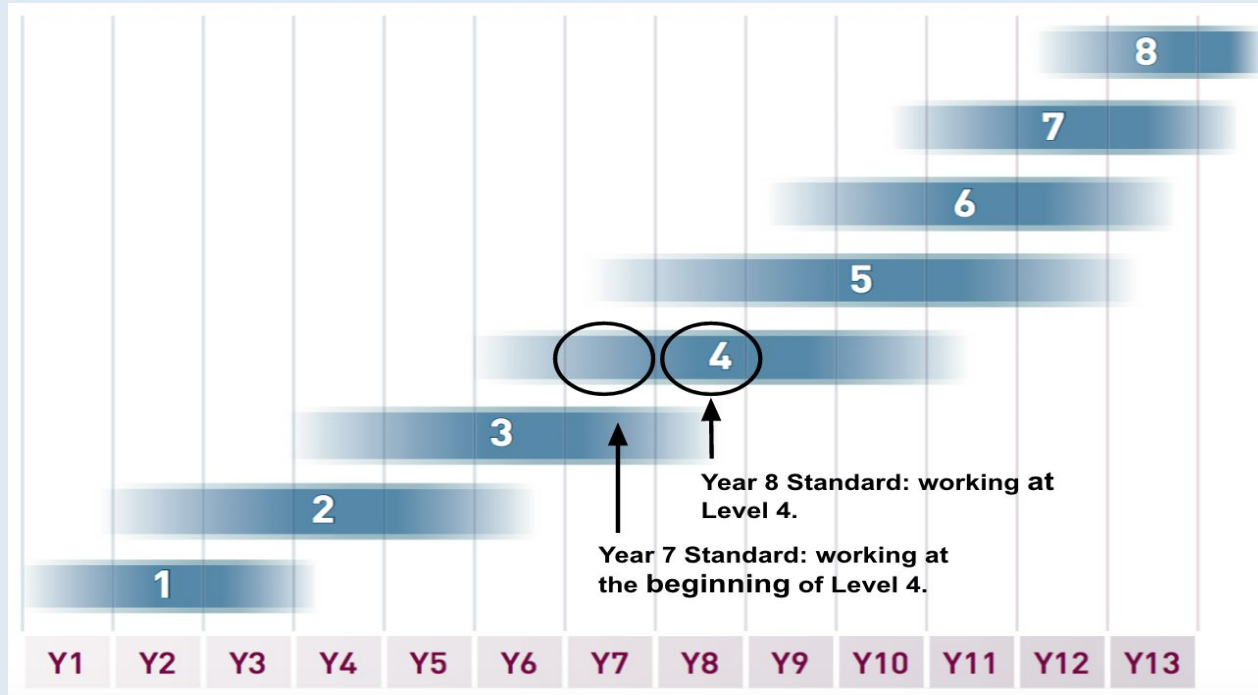 8
7
6
5
4
3
Year 8 Standard: working at
Level 4.
2
Year 7 Standard: working at
the beginning of Level 4.
1
Y1 Y2 Y3 Y4 Y5 Y6 Y7 Y8 Y9 Y10 Y11 Y12 Y13